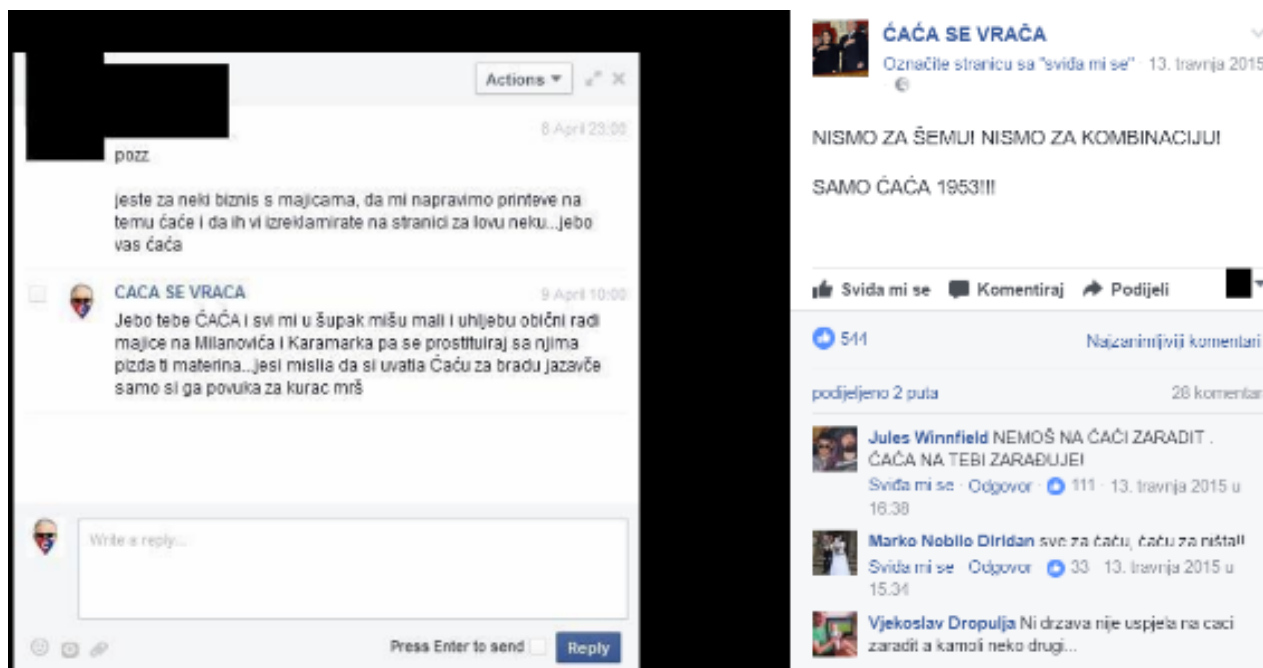 Actions
8 April 23:00
pozz
jeste za neki biznis s majicama, da mi napravimo printeve na
temu ćaće i da ih vi izreklamirate na stranici za lovu neku...jebo
vas ćaća
CACA SE VRACA
9 April 10:00
Jebo tebe ĆAĆA i svi mi u šupak mišu mali i uhljebu obični radi
majice na Milanovića i Karamarka pa se prostituiraj sa njima
pizda ti materina...jesi mislia da si uvatia Ćaću za bradu jazavče
samo si ga povuka za kurac mrš
Write a reply...
Press Enter to send
Reply
ĆAĆA SE VRAĆA
Označite stranicu sa "sviđa mi se" · 13. travnja 2015
NISMO ZA ŠEMU! NISMO ZA KOMBINACIJU!
SAMO ĆAĆA 1953!!!
Sviđa mi se Komentiraj Podijeli
544
Najzanimljiviji komentari
podijeljeno 2 puta
28 komentar
Jules Winnfield NEMOŠ NA ĆAĆI ZARADIT .
ĆAĆA NA TEBI ZARAĐUJE!
Sviđa mi se · Odgovor · 111 · 13. travnja 2015 u
16:38
Marko Nobilo Diridan sve za ćaću, ćaću za ništa!!
Sviđa mi se · Odgovor · 33 · 13. travnja 2015 u
15:34
Vjekoslav Dropulja Ni drzava nije uspjela na caci
zaradit a kamoli neko drugi...